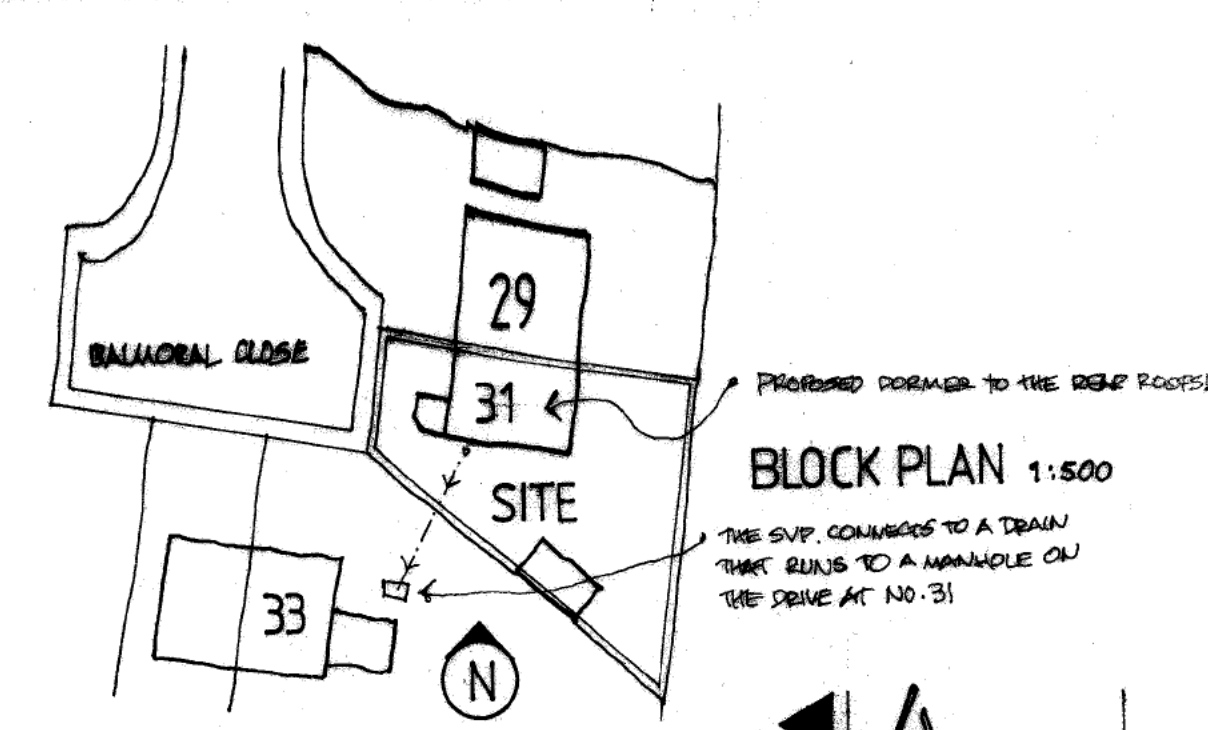 29
BALMORAL CLOSE
31
PROPOSED DORMER TO THE REAR ROOFS!
BLOCK PLAN 1:500
SITE
THE SVP. CONNECTS TO A DRAIN
THAT RUNS TO A MANHOLE ON
THE DRIVE AT NO. 31
33
N